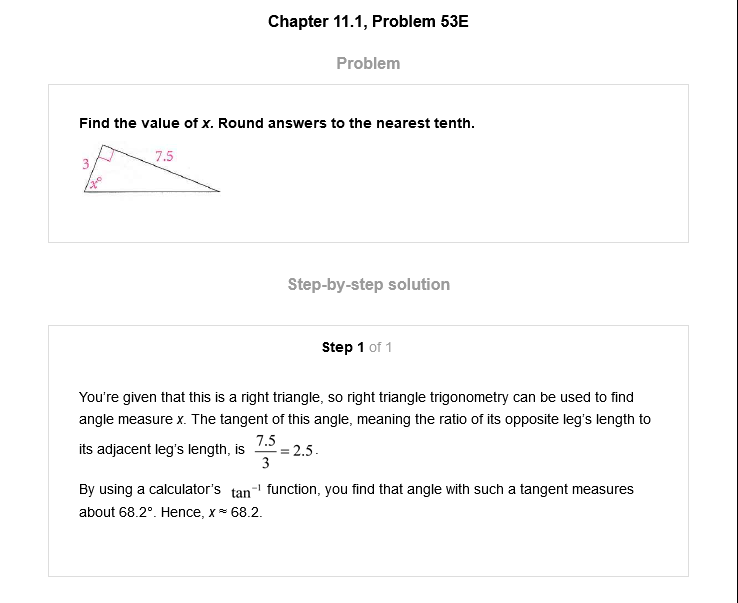 Chapter 11.1, Problem 53E
Problem
Find the value of x. Round answers to the nearest tenth.
3
7.5
x°
Step-by-step solution
Step 1 of 1
You're given that this is a right triangle, so right triangle trigonometry can be used to find
angle measure x. The tangent of this angle, meaning the ratio of its opposite leg's length to
its adjacent leg's length, is 7.5/3 = 2.5.
By using a calculator's tan⁻¹ function, you find that angle with such a tangent measures
about 68.2°. Hence, x ≈ 68.2.